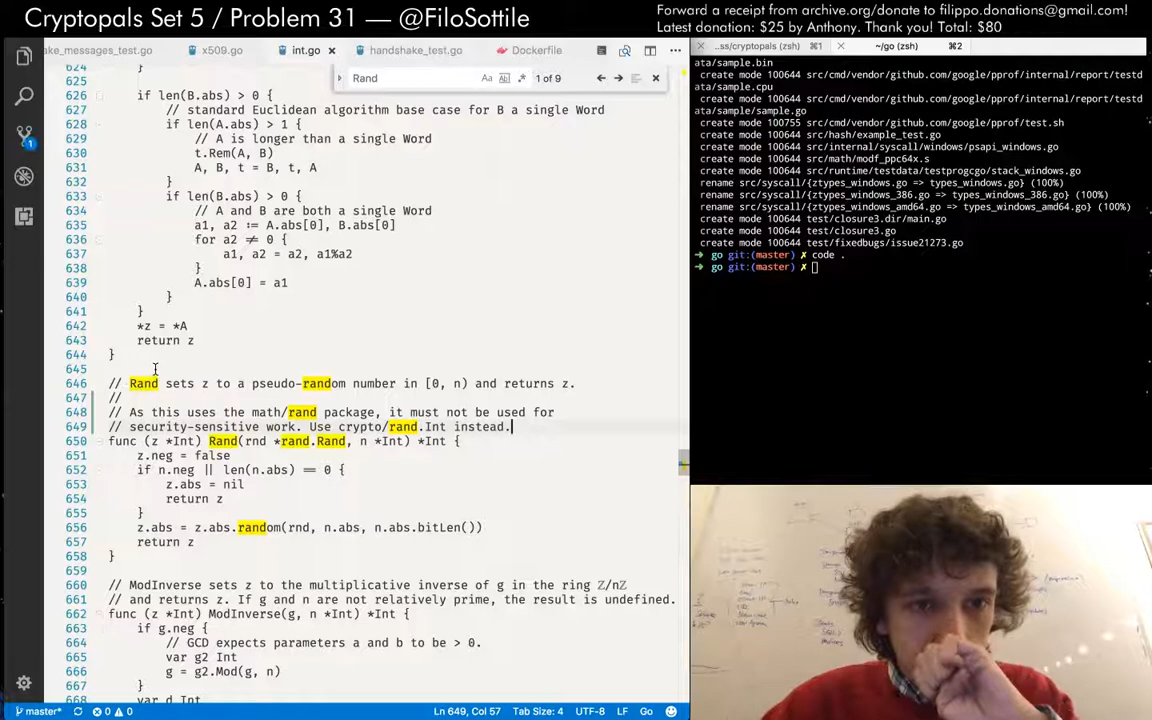 Cryptopals Set 5 / Problem 31 — @FiloSottile
Forward a receipt from archive.org/donate to filippo.donations@gmail.com!
Latest donation: $25 by Anthony. Thank you! Total: $80
ake_messages_test.go
x509.go
int.go
handshake_test.go
Dockerfile
..ss/cryptopals (zsh) ⌘1
~/go (zsh) ⌘2
Rand
1 of 9
624 }
625
626 if len(B.abs) > 0 {
627 // standard Euclidean algorithm base case for B a single Word
628 if len(A.abs) > 1 {
629 // A is longer than a single Word
630 t.Rem(A, B)
631 A, B, t = B, t, A
632 }
633 if len(B.abs) > 0 {
634 // A and B are both a single Word
635 a1, a2 := A.abs[0], B.abs[0]
636 for a2 ≠ 0 {
637 a1, a2 = a2, a1%a2
638 }
639 A.abs[0] = a1
640 }
641 }
642 *z = *A
643 return z
644 }
645
646 // Rand sets z to a pseudo-random number in [0, n) and returns z.
647 //
648 // As this uses the math/rand package, it must not be used for
649 // security-sensitive work. Use crypto/rand.Int instead.
650 func (z *Int) Rand(rnd *rand.Rand, n *Int) *Int {
651 z.neg = false
652 if n.neg || len(n.abs) == 0 {
653 z.abs = nil
654 return z
655 }
656 z.abs = z.abs.random(rnd, n.abs, n.abs.bitLen())
657 return z
658 }
659
660 // ModInverse sets z to the multiplicative inverse of g in the ring ℤ/nℤ
661 // and returns z. If g and n are not relatively prime, the result is undefined.
662 func (z *Int) ModInverse(g, n *Int) *Int {
663 if g.neg {
664 // GCD expects parameters a and b to be > 0.
665 var g2 Int
666 g = g2.Mod(g, n)
667 }
668 var d Int
ata/sample.bin
create mode 100644 src/cmd/vendor/github.com/google/pprof/internal/report/testd
ata/sample.cpu
create mode 100644 src/cmd/vendor/github.com/google/pprof/internal/report/testd
ata/sample/sample.go
create mode 100755 src/cmd/vendor/github.com/google/pprof/test.sh
create mode 100644 src/hash/example_test.go
create mode 100644 src/internal/syscall/windows/psapi_windows.go
create mode 100644 src/math/modf_ppc64x.s
create mode 100644 src/runtime/testdata/testprogcgo/stack_windows.go
rename src/syscall/{ztypes_windows.go => types_windows.go} (100%)
rename src/syscall/{ztypes_windows_386.go => types_windows_386.go} (100%)
rename src/syscall/{ztypes_windows_amd64.go => types_windows_amd64.go} (100%)
create mode 100644 test/closure3.dir/main.go
create mode 100644 test/closure3.go
create mode 100644 test/fixedbugs/issue21273.go
➜ go git:(master) ✗ code .
➜ go git:(master) ✗
master*
0
0
Ln 649, Col 57
Tab Size: 4
UTF-8
LF
Go